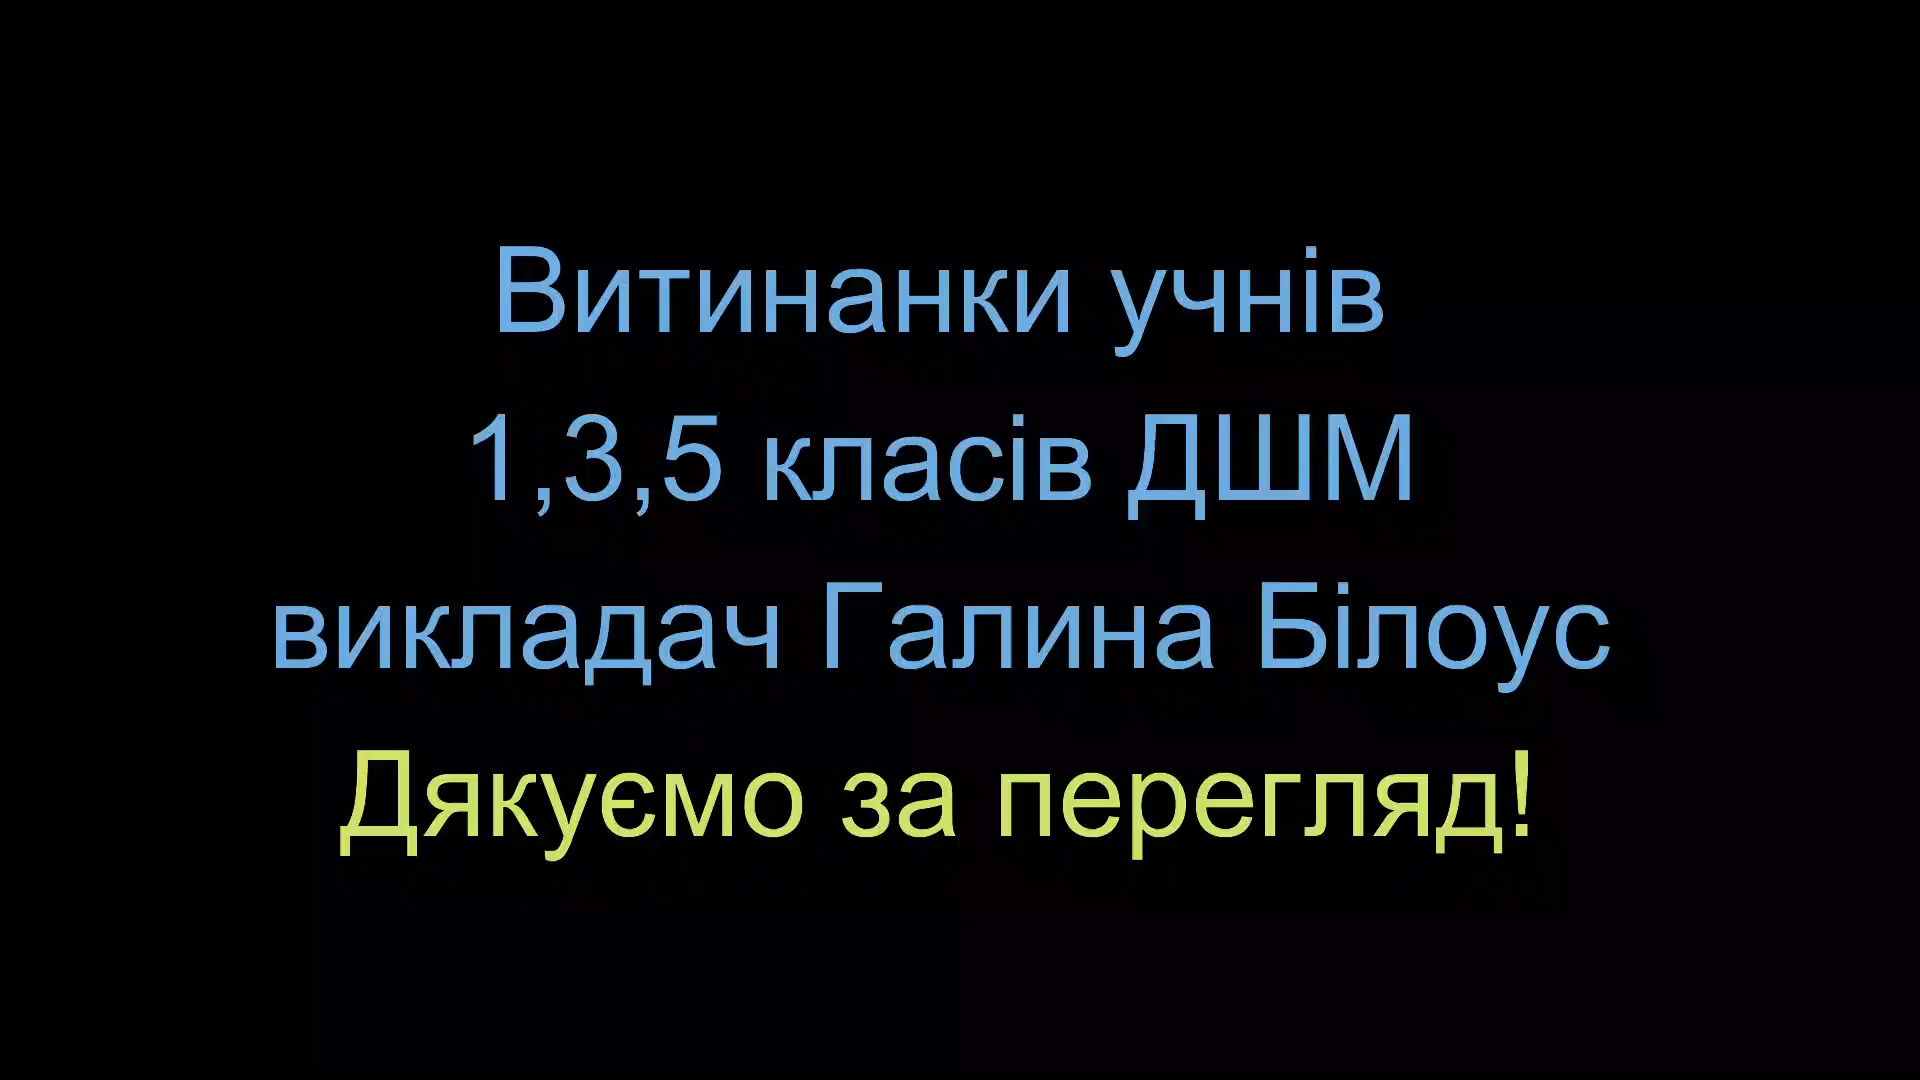 Витинанки учнів
1,3,5 класів ДШМ
викладач Галина Білоус
Дякуємо за перегляд!